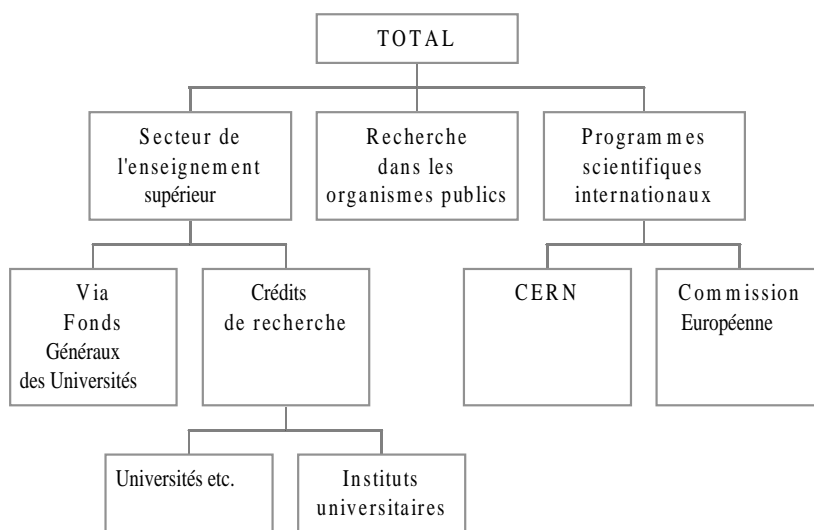 TOTAL
Secteur de
l'enseignement
supérieur
Recherche
dans les
organismes publics
Programmes
scientifiques
internationaux
Via
Fonds
Généraux
des Universités
Crédits
de recherche
CERN
Commission
Européenne
Universités etc.
Instituts
universitaires